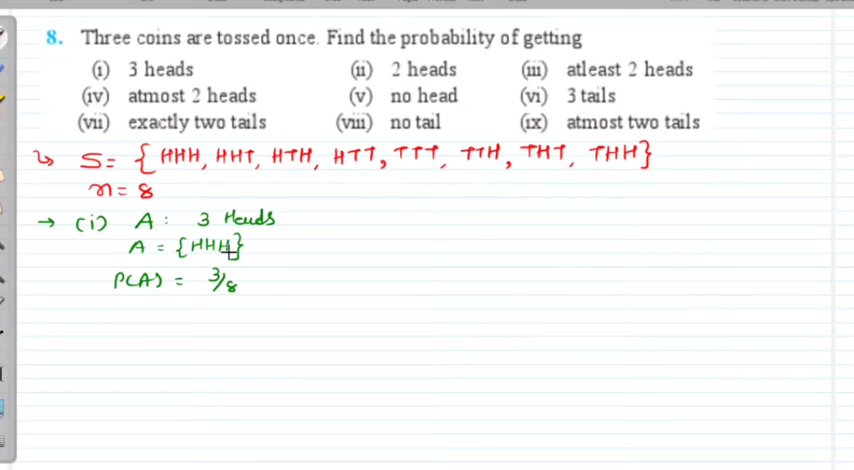 8. Three coins are tossed once. Find the probability of getting
(i) 3 heads (ii) 2 heads (iii) atleast 2 heads
(iv) atmost 2 heads (v) no head (vi) 3 tails
(vii) exactly two tails (viii) no tail (ix) atmost two tails
↳ S = {HHH, HHT, HTH, HTT, TTT, TTH, THT, THH}
n = 8
→ (i) A : 3 Heads
A = {HHH}
P(A) = 3/8